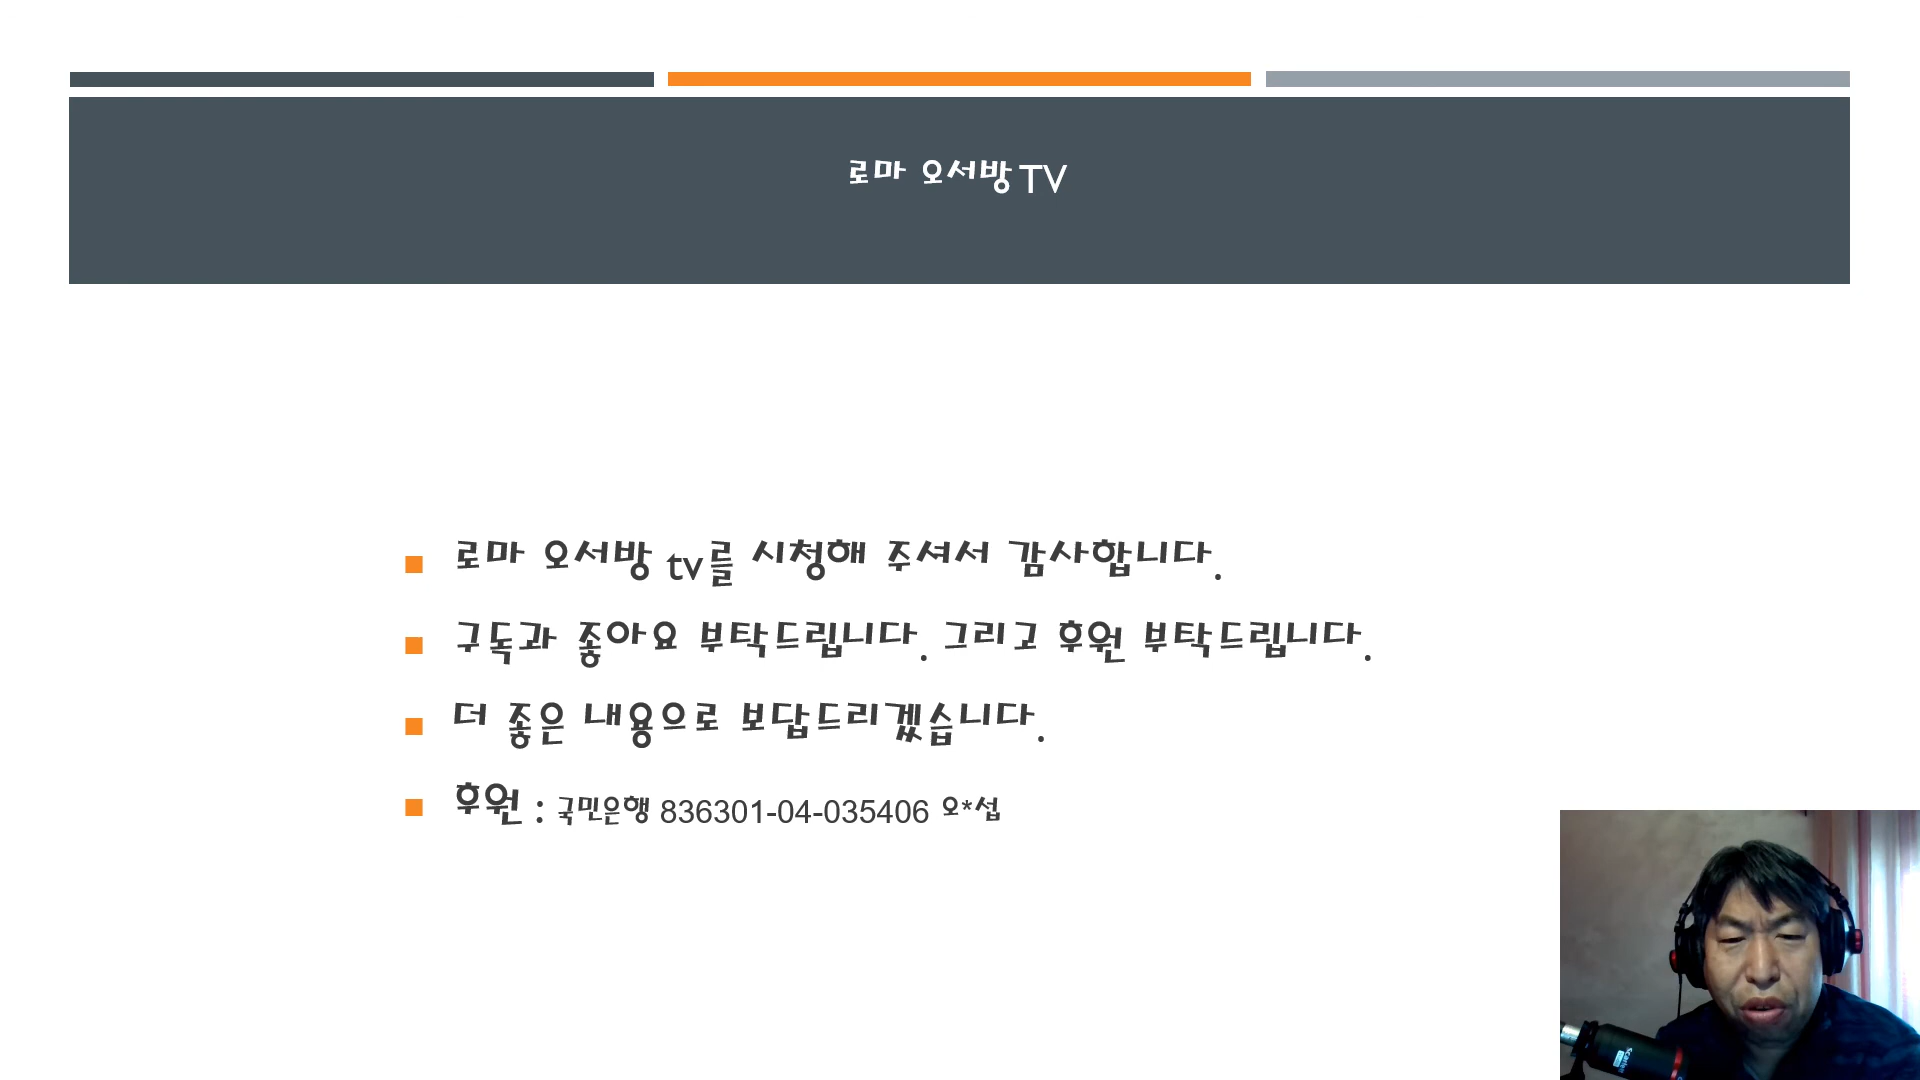 로마 오서방TV
로마 오서방 tv를 시청해 주셔서 감사합니다.
구독과 좋아요 부탁드립니다. 그리고 후원 부탁드립니다.
더 좋은 내용으로 보답드리겠습니다.
후원 : 국민은행 836301-04-035406 오*섭